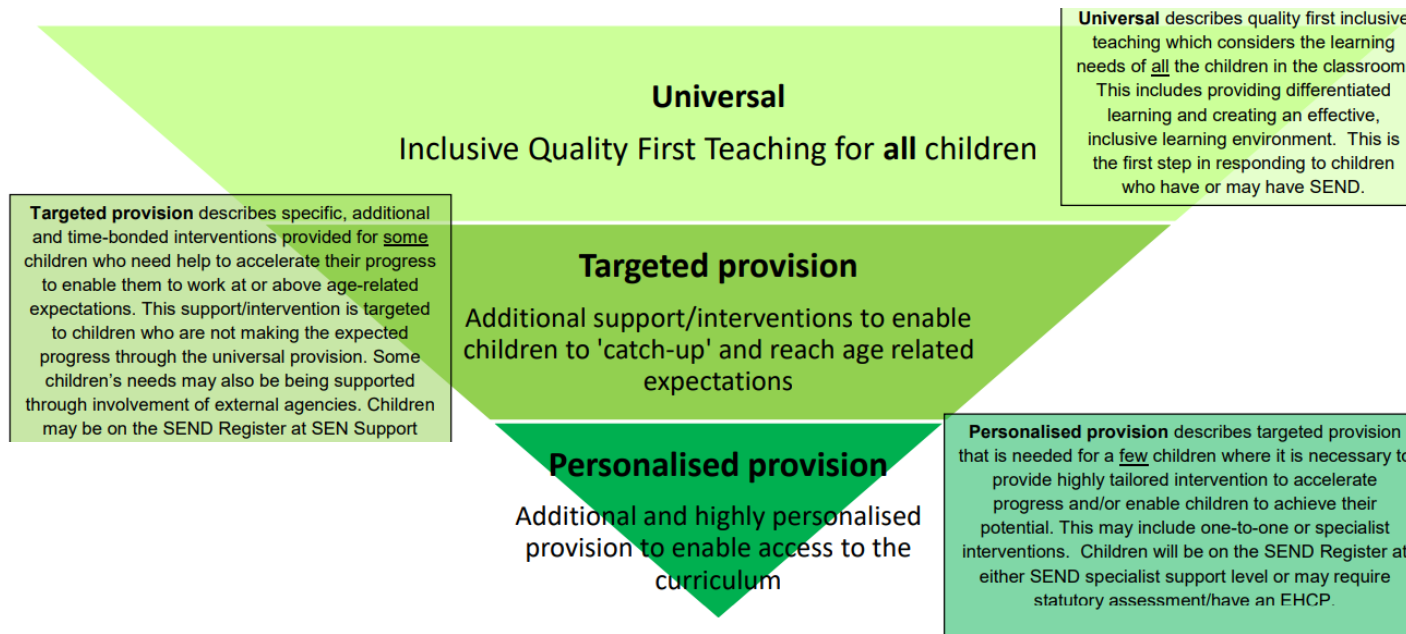 Universal describes quality first inclusive
teaching which considers the learning
needs of all the children in the classroom
This includes providing differentiated
learning and creating an effective,
inclusive learning environment. This is
the first step in responding to children
who have or may have SEND.
Universal
Inclusive Quality First Teaching for all children
Targeted provision describes specific, additional
and time-bonded interventions provided for some
children who need help to accelerate their progress
to enable them to work at or above age-related
expectations. This support/intervention is targeted
to children who are not making the expected
progress through the universal provision. Some
children's needs may also be being supported
through involvement of external agencies. Children
may be on the SEND Register at SEN Support
Targeted provision
Additional support/interventions to enable
children to 'catch-up' and reach age related
expectations
Personalised provision
Additional and highly personalised
provision to enable access to the
curriculum
Personalised provision describes targeted provision
that is needed for a few children where it is necessary to
provide highly tailored intervention to accelerate
progress and/or enable children to achieve their
potential. This may include one-to-one or specialist
interventions. Children will be on the SEND Register at
either SEND specialist support level or may require
statutory assessment/have an EHCP.